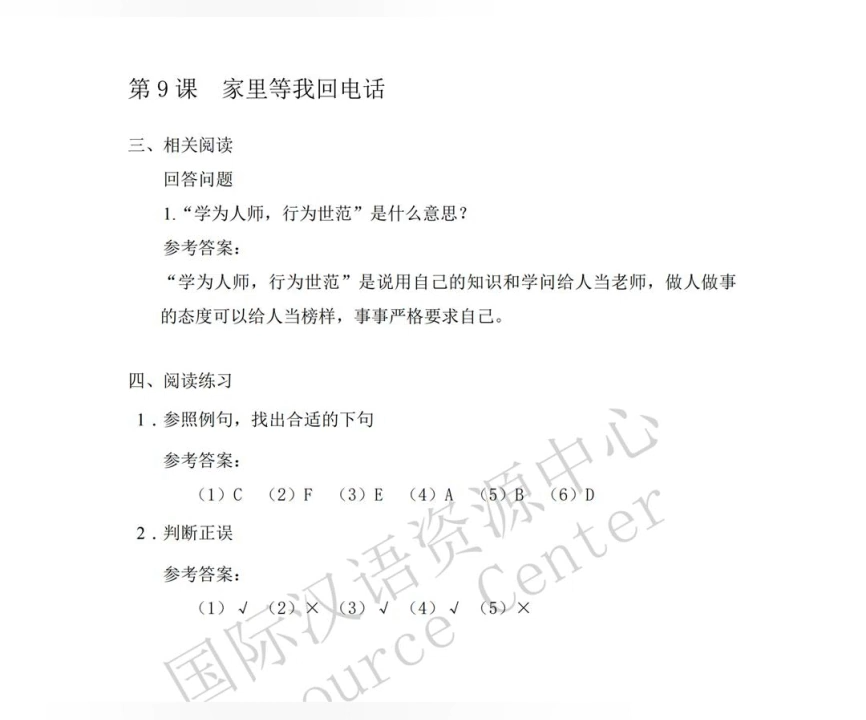 第 9 课 家里等我回电话
三、相关阅读
回答问题
1.“学为人师，行为世范”是什么意思？
参考答案：
“学为人师，行为世范”是说用自己的知识和学问给人当老师，做人做事
的态度可以给人当榜样，事事严格要求自己。
四、阅读练习
1．参照例句，找出合适的下句
参考答案：
（1）C （2）F （3）E （4）A （5）B （6）D
2．判断正误
参考答案：
（1）√ （2）× （3）√ （4）√ （5）×
国际汉语资源中心
ource Center